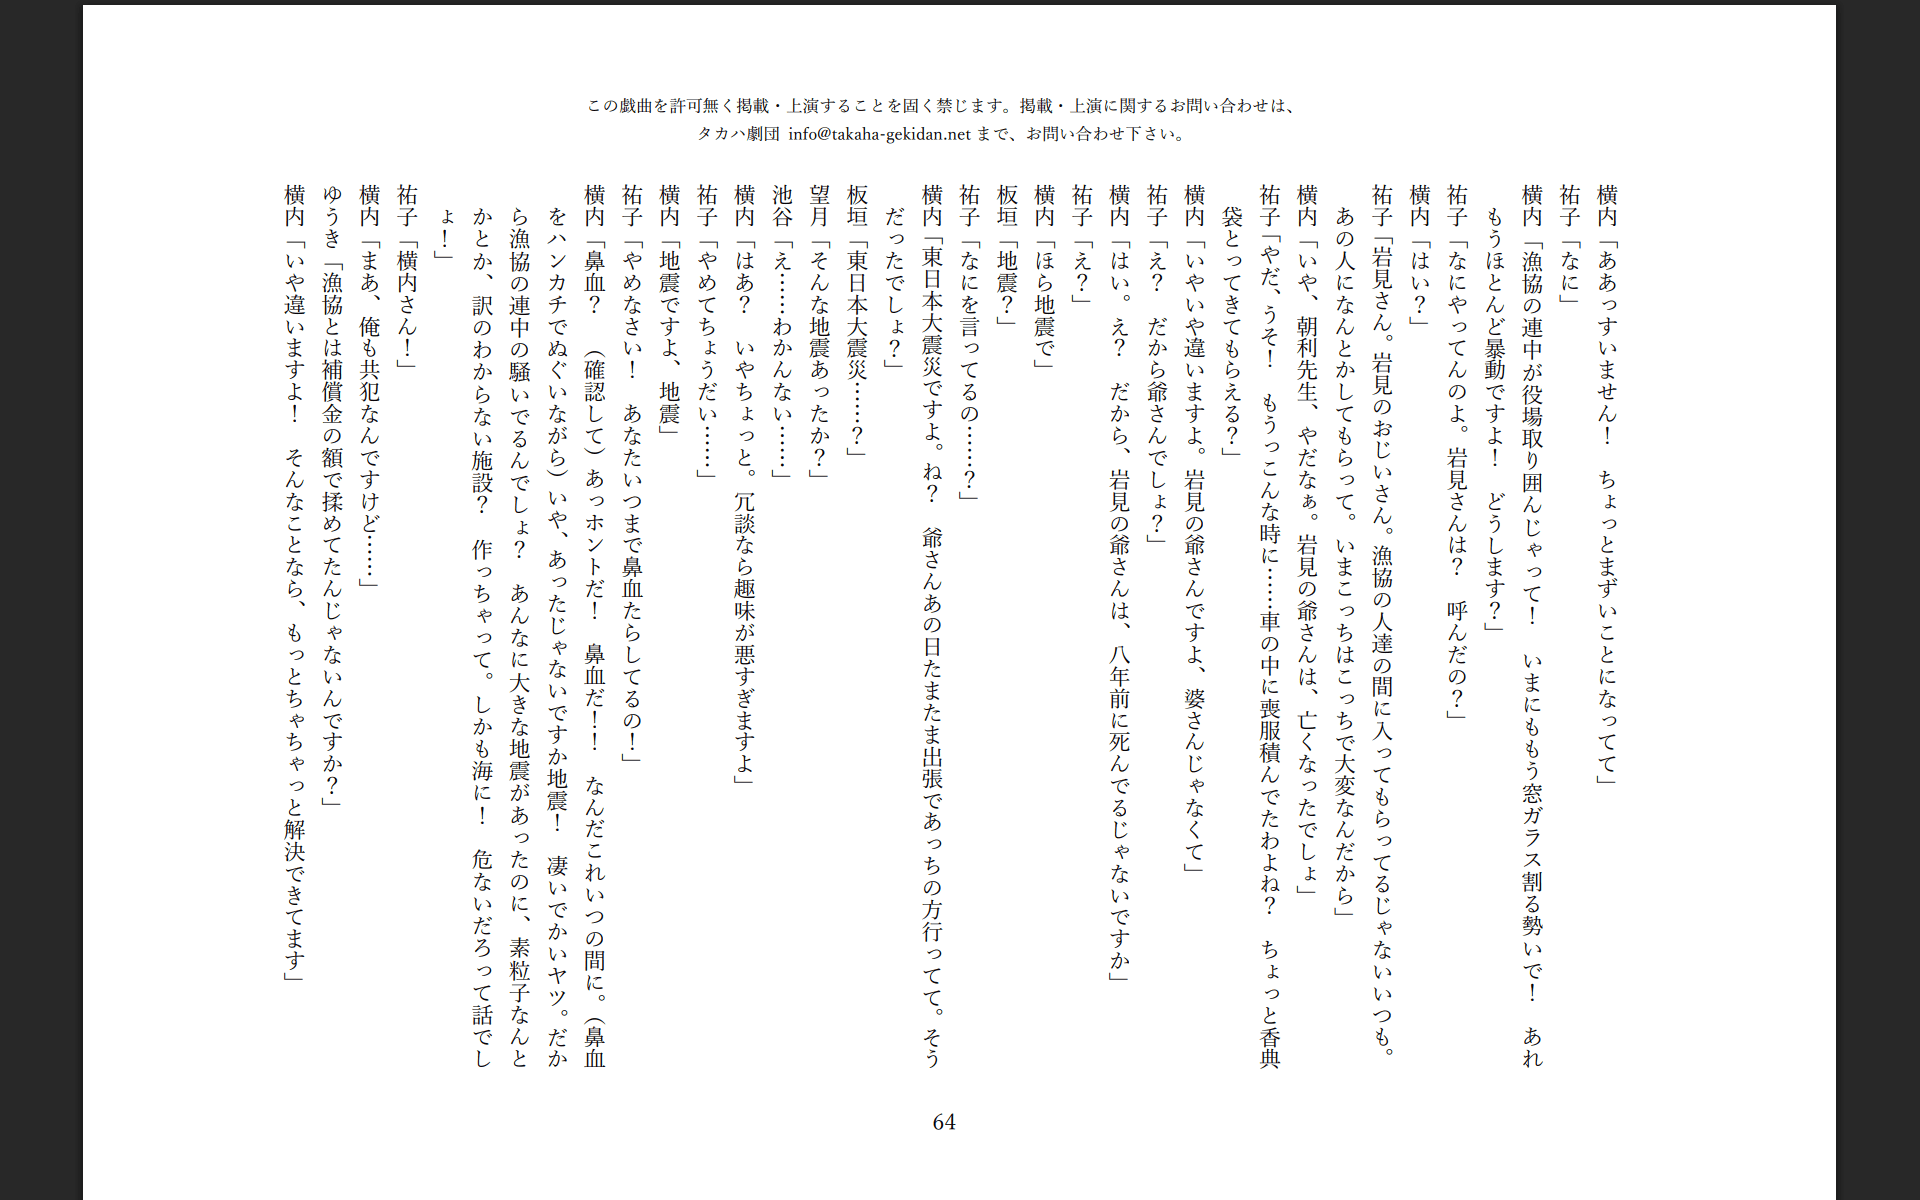 この戯曲を許可無く掲載・上演することを固く禁じます。掲載・上演に関するお問い合わせは、
タカハ劇団 info@takaha-gekidan.net まで、お問い合わせ下さい。
横内「ああっすいません！　ちょっとまずいことになってて」
祐子「なに」
横内「漁協の連中が役場取り囲んじゃって！　いまにももう窓ガラス割る勢いで！　あれ
もうほとんど暴動ですよ！　どうします？」
祐子「なにやってんのよ。岩見さんは？　呼んだの？」
横内「はい？」
祐子「岩見さん。岩見のおじいさん。漁協の人達の間に入ってもらってるじゃないいつも。
あの人になんとかしてもらって。いまこっちはこっちで大変なんだから」
横内「いや、朝利先生、やだなぁ。岩見の爺さんは、亡くなったでしょ」
祐子「やだ、うそ！　もうっこんな時に……車の中に喪服積んでたわよね？　ちょっと香典
袋とってきてもらえる？」
横内「いやいや違いますよ。岩見の爺さんですよ、婆さんじゃなくて」
祐子「え？　だから爺さんでしょ？」
横内「はい。え？　だから、岩見の爺さんは、八年前に死んでるじゃないですか」
祐子「え？」
横内「ほら地震で」
板垣「地震？」
祐子「なにを言ってるの……？」
横内「東日本大震災ですよ。ね？　爺さんあの日たまたま出張であっちの方行ってて。そう
だったでしょ？」
板垣「東日本大震災……？」
望月「そんな地震あったか？」
池谷「え……わかんない……」
横内「はあ？　いやちょっと。冗談なら趣味が悪すぎますよ」
祐子「やめてちょうだい……」
横内「地震ですよ、地震」
祐子「やめなさい！　あなたいつまで鼻血たらしてるの！」
横内「鼻血？　（確認して）あっホントだ！　鼻血だ！！　なんだこれいつの間に。（鼻血
をハンカチでぬぐいながら）いや、あったじゃないですか地震！　凄いでかいヤツ。だか
ら漁協の連中の騒いでるんでしょ？　あんなに大きな地震があったのに、素粒子なんと
かとか、訳のわからない施設？　作っちゃって。しかも海に！　危ないだろって話でし
ょ！」
祐子「横内さん！」
横内「まあ、俺も共犯なんですけど……」
ゆうき「漁協とは補償金の額で揉めてたんじゃないんですか？」
横内「いや違いますよ！　そんなことなら、もっとちゃちゃっと解決できてます」
64